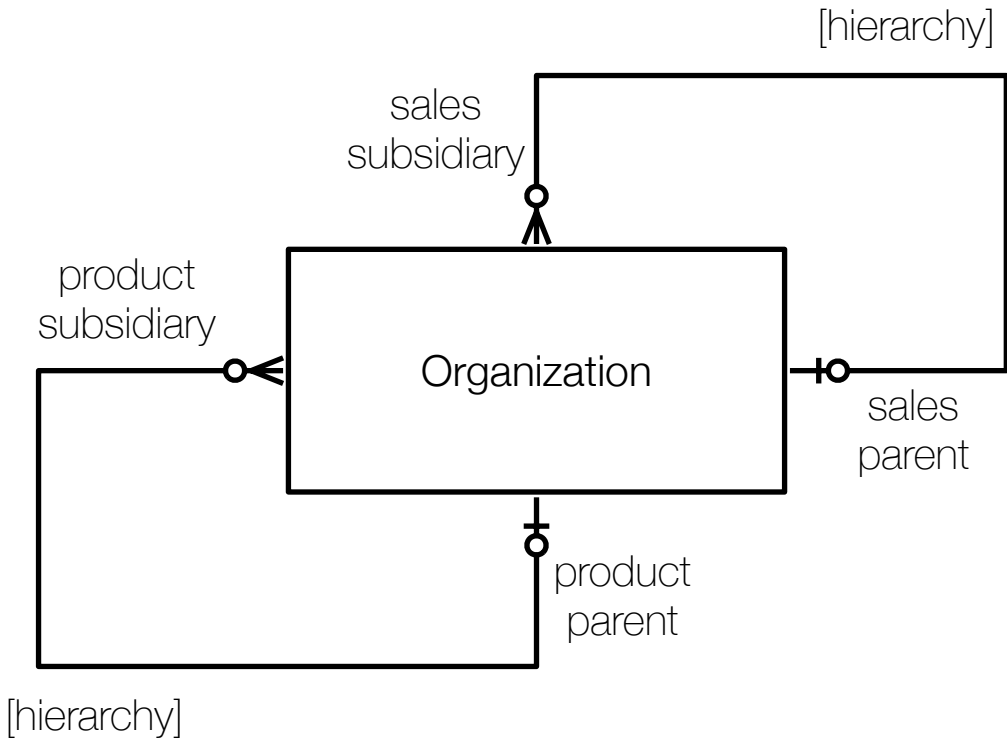 [hierarchy]
sales
subsidiary
product
subsidiary
Organization
sales
parent
product
parent
[hierarchy]